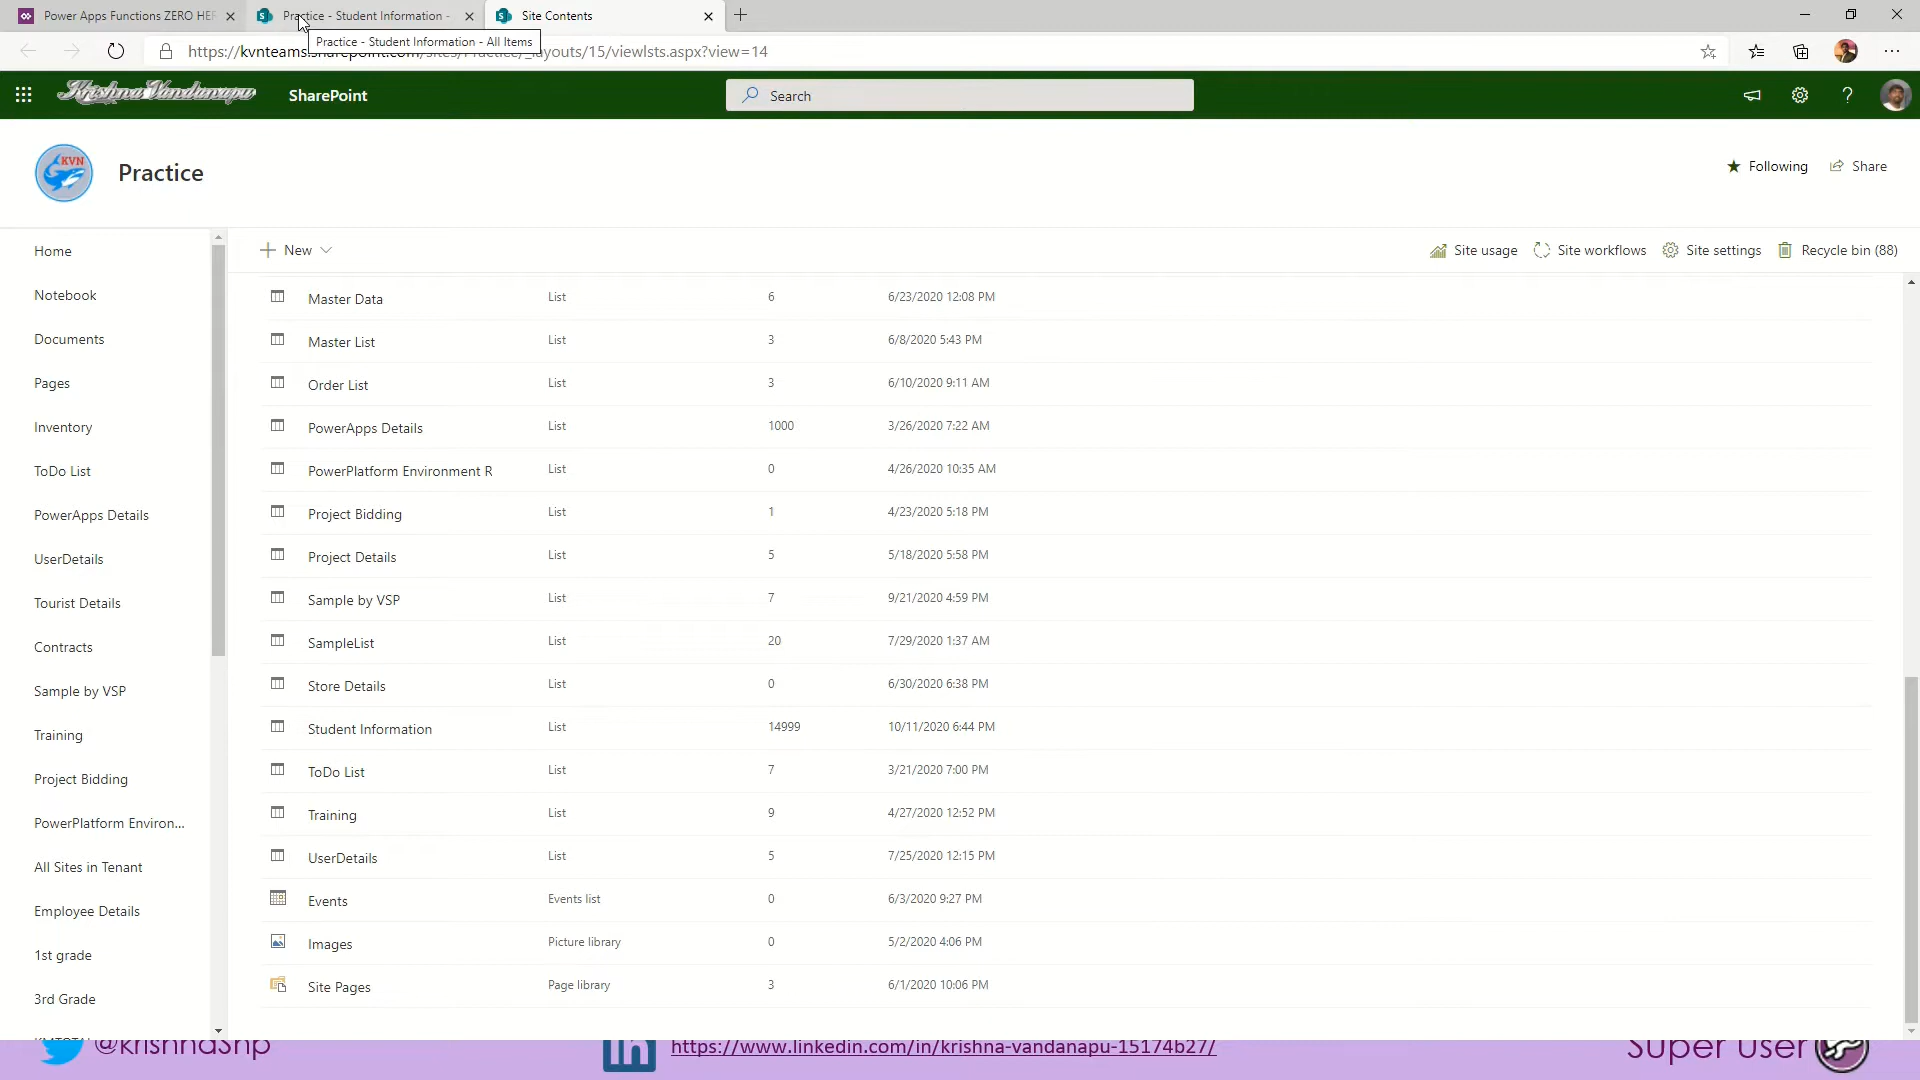 Power Apps Functions ZERO HER
Practice - Student Information -
Site Contents
Practice - Student Information - All Items
https://kvnteams.sharepoint.com/sites/Practice/_layouts/15/viewlsts.aspx?view=14
Krishna Vandanapu
SharePoint
Search
KVN
Practice
Following
Share
New
Site usage
Site workflows
Site settings
Recycle bin (88)
Home
Notebook
Documents
Pages
Inventory
ToDo List
PowerApps Details
UserDetails
Tourist Details
Contracts
Sample by VSP
Training
Project Bidding
PowerPlatform Environ...
All Sites in Tenant
Employee Details
1st grade
3rd Grade
Master Data List 6 6/23/2020 12:08 PM
Master List List 3 6/8/2020 5:43 PM
Order List List 3 6/10/2020 9:11 AM
PowerApps Details List 1000 3/26/2020 7:22 AM
PowerPlatform Environment R List 0 4/26/2020 10:35 AM
Project Bidding List 1 4/23/2020 5:18 PM
Project Details List 5 5/18/2020 5:58 PM
Sample by VSP List 7 9/21/2020 4:59 PM
SampleList List 20 7/29/2020 1:37 AM
Store Details List 0 6/30/2020 6:38 PM
Student Information List 14999 10/11/2020 6:44 PM
ToDo List List 7 3/21/2020 7:00 PM
Training List 9 4/27/2020 12:52 PM
UserDetails List 5 7/25/2020 12:15 PM
Events Events list 0 6/3/2020 9:27 PM
Images Picture library 0 5/2/2020 4:06 PM
Site Pages Page library 3 6/1/2020 10:06 PM
@krishnaShp
in
https://www.linkedin.com/in/krishna-vandanapu-15174b27/
Super User